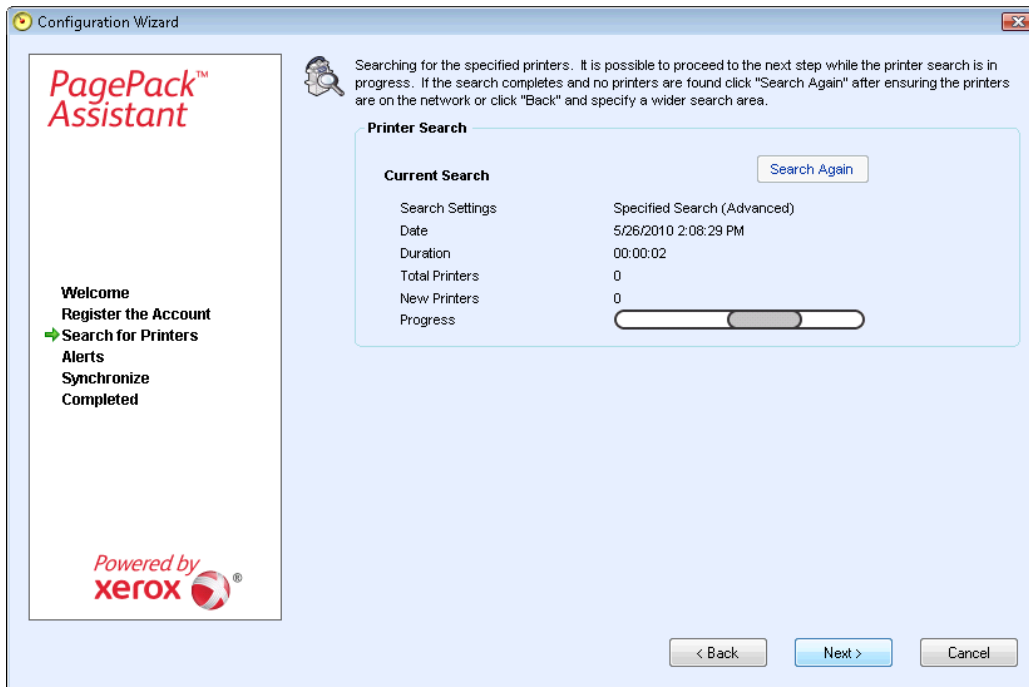 Configuration Wizard
PagePack™
Assistant
Welcome
Register the Account
Search for Printers
Alerts
Synchronize
Completed
Powered by
xerox ®
Searching for the specified printers. It is possible to proceed to the next step while the printer search is in
progress. If the search completes and no printers are found click "Search Again" after ensuring the printers
are on the network or click "Back" and specify a wider search area.
Printer Search
Current Search
Search Again
Search Settings Specified Search (Advanced)
Date 5/26/2010 2:08:29 PM
Duration 00:00:02
Total Printers 0
New Printers 0
Progress
< Back
Next >
Cancel